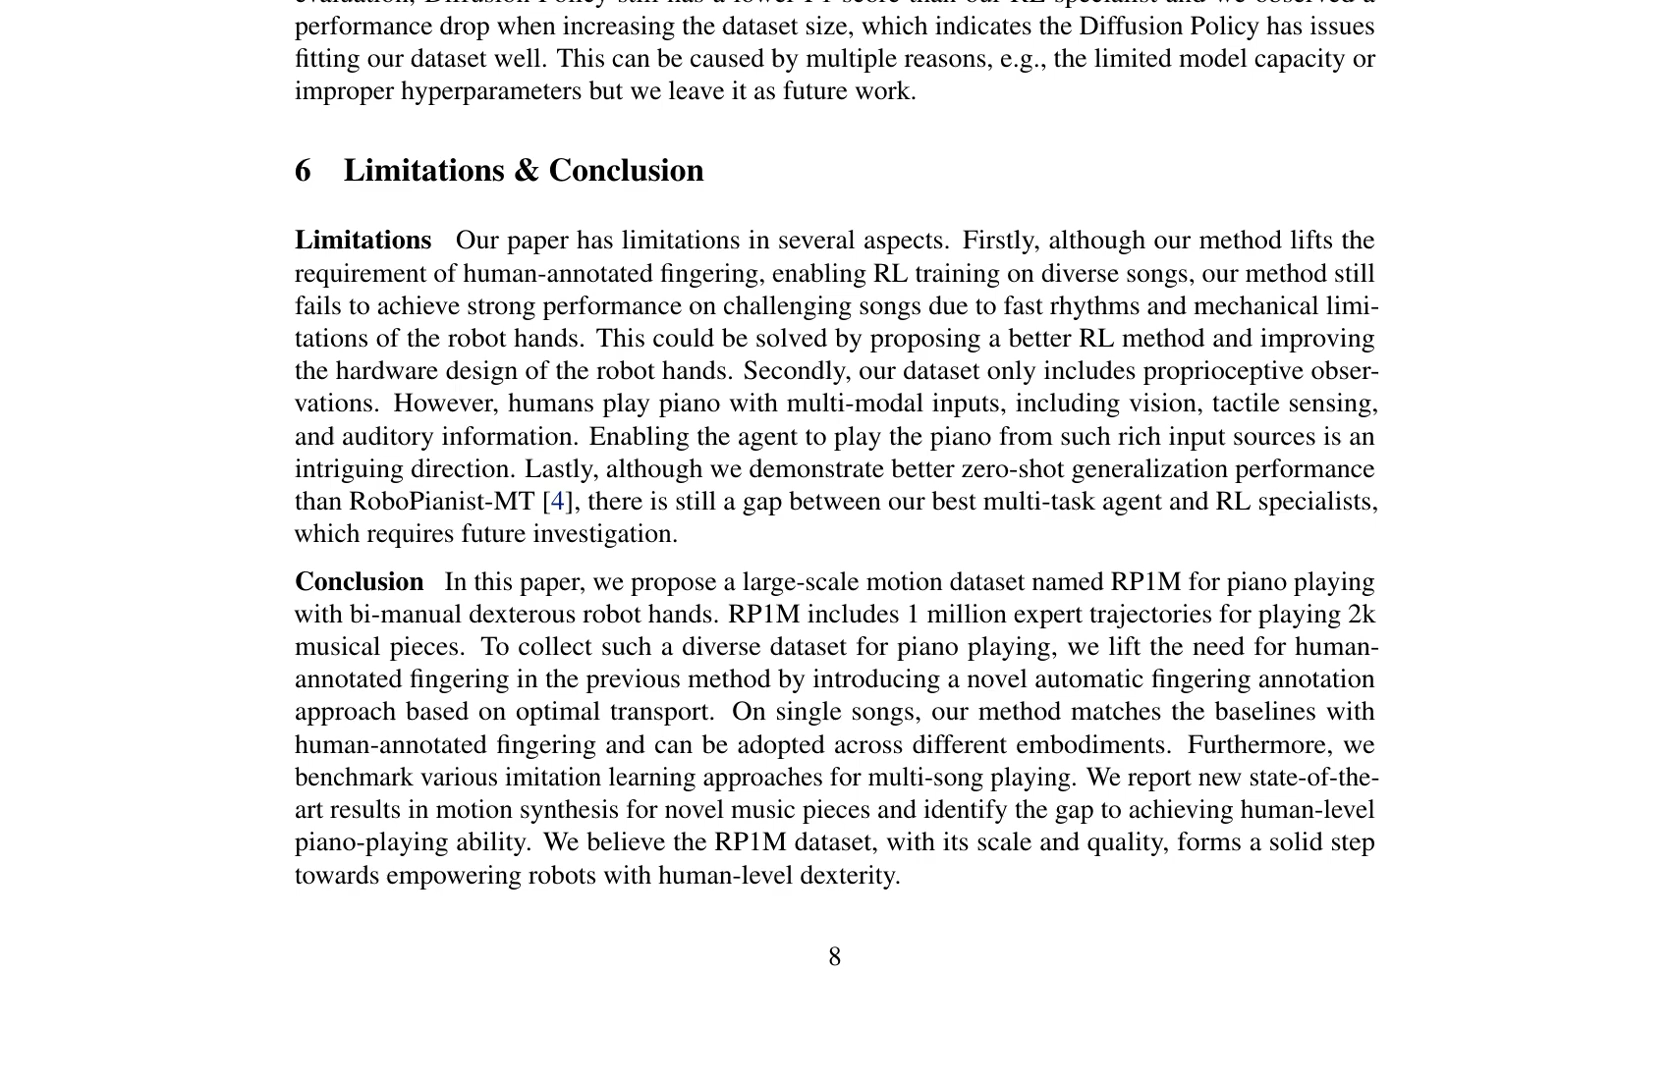 performance drop when increasing the dataset size, which indicates the Diffusion Policy has issues
fitting our dataset well. This can be caused by multiple reasons, e.g., the limited model capacity or
improper hyperparameters but we leave it as future work.
6 Limitations & Conclusion
Limitations Our paper has limitations in several aspects. Firstly, although our method lifts the
requirement of human-annotated fingering, enabling RL training on diverse songs, our method still
fails to achieve strong performance on challenging songs due to fast rhythms and mechanical limi-
tations of the robot hands. This could be solved by proposing a better RL method and improving
the hardware design of the robot hands. Secondly, our dataset only includes proprioceptive obser-
vations. However, humans play piano with multi-modal inputs, including vision, tactile sensing,
and auditory information. Enabling the agent to play the piano from such rich input sources is an
intriguing direction. Lastly, although we demonstrate better zero-shot generalization performance
than RoboPianist-MT [4], there is still a gap between our best multi-task agent and RL specialists,
which requires future investigation.
Conclusion In this paper, we propose a large-scale motion dataset named RP1M for piano playing
with bi-manual dexterous robot hands. RP1M includes 1 million expert trajectories for playing 2k
musical pieces. To collect such a diverse dataset for piano playing, we lift the need for human-
annotated fingering in the previous method by introducing a novel automatic fingering annotation
approach based on optimal transport. On single songs, our method matches the baselines with
human-annotated fingering and can be adopted across different embodiments. Furthermore, we
benchmark various imitation learning approaches for multi-song playing. We report new state-of-the-
art results in motion synthesis for novel music pieces and identify the gap to achieving human-level
piano-playing ability. We believe the RP1M dataset, with its scale and quality, forms a solid step
towards empowering robots with human-level dexterity.
8